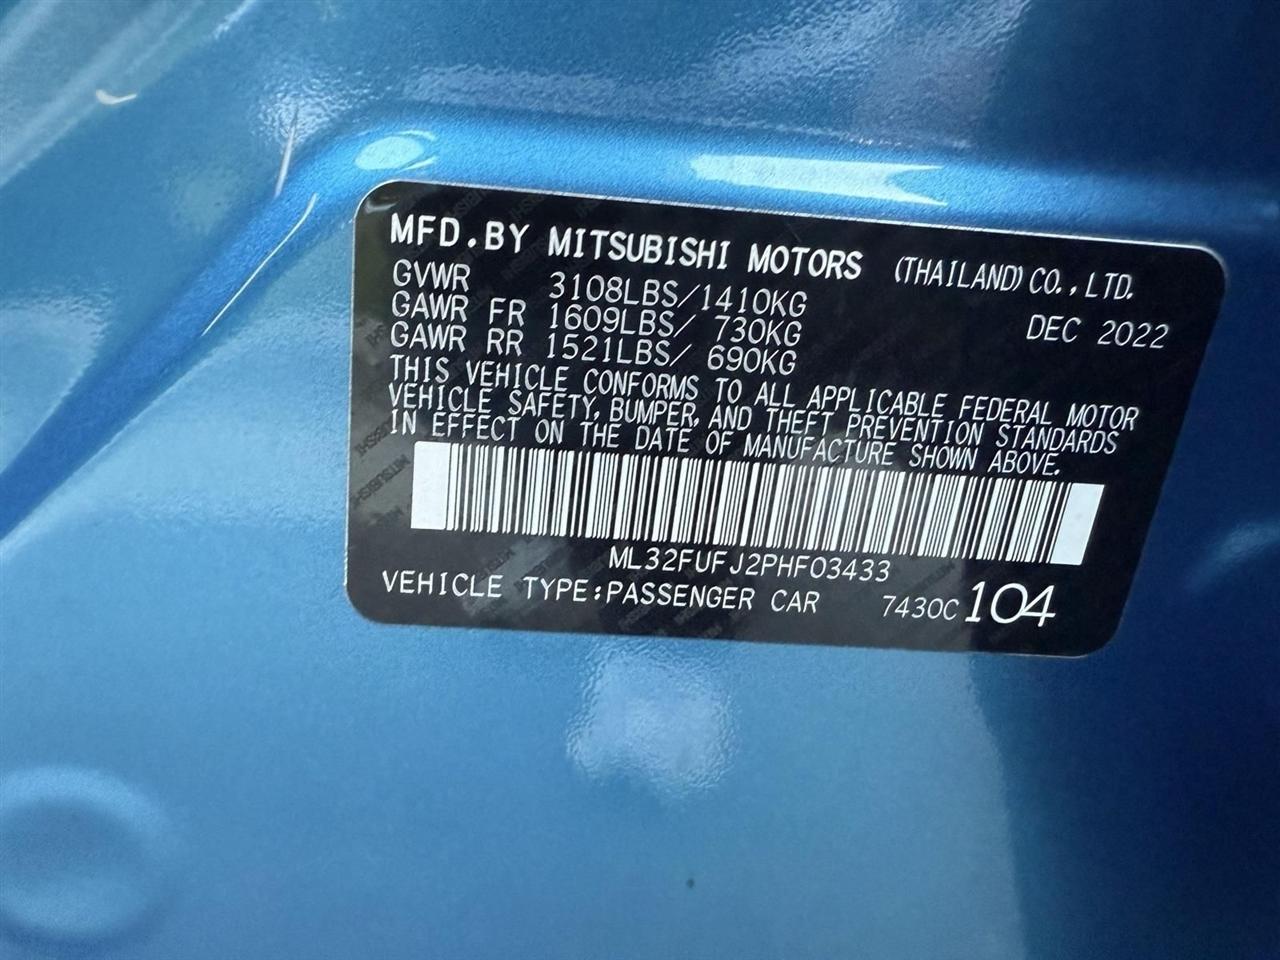 MFD.BY MITSUBISHI MOTORS (THAILAND) CO.,LTD.
GVWR 3108LBS/1410KG DEC 2022
GAWR FR 1609LBS/ 730KG
GAWR RR 1521LBS/ 690KG
THIS VEHICLE CONFORMS TO ALL APPLICABLE FEDERAL MOTOR
VEHICLE SAFETY, BUMPER, AND THEFT PREVENTION STANDARDS
IN EFFECT ON THE DATE OF MANUFACTURE SHOWN ABOVE.
ML32FUFJ2PHF03433
VEHICLE TYPE:PASSENGER CAR 7430C 104